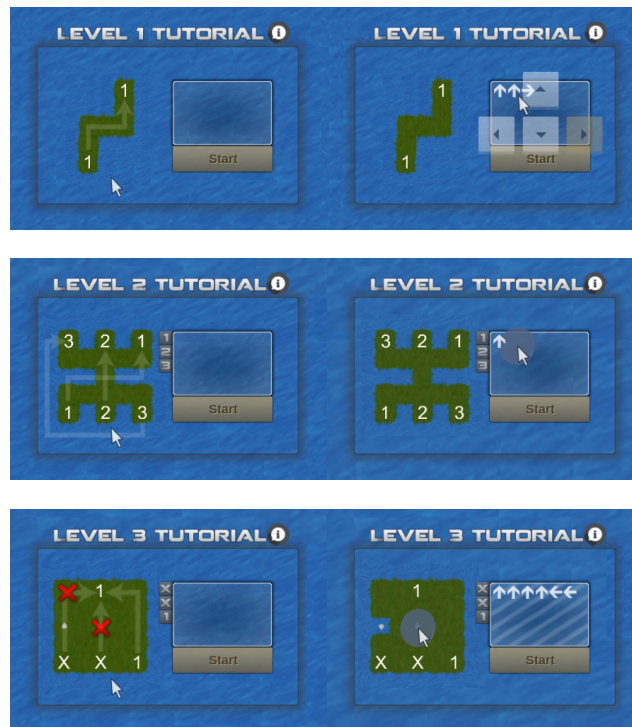 LEVEL 1 TUTORIAL i
1
1
Start
LEVEL 1 TUTORIAL i
1
1
Start
LEVEL 2 TUTORIAL i
3 2 1
1 2 3
1
2
3
Start
LEVEL 2 TUTORIAL i
3 2 1
1 2 3
1
2
3
Start
LEVEL 3 TUTORIAL i
1
X X 1
X
X
1
Start
LEVEL 3 TUTORIAL i
1
X X 1
X
X
1
Start